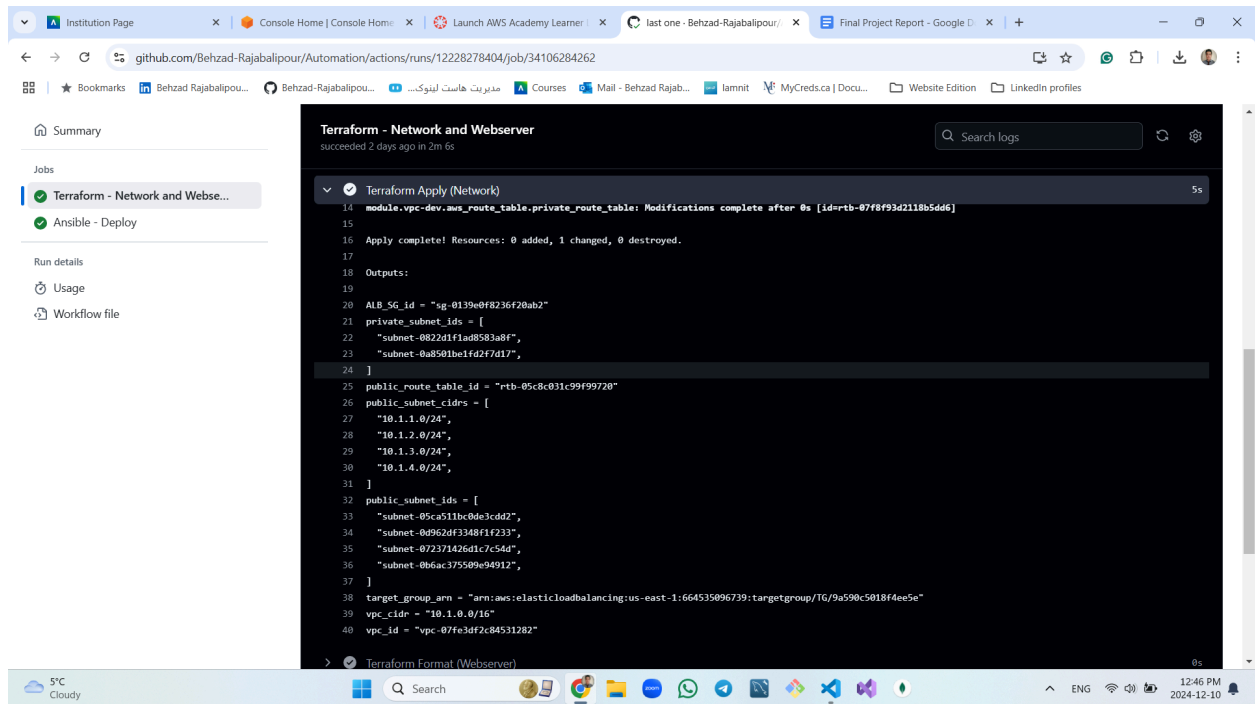 Institution Page
Console Home | Console Home
Launch AWS Academy Learner L
last one · Behzad-Rajabalipour/
Final Project Report - Google D
github.com/Behzad-Rajabalipour/Automation/actions/runs/12228278404/job/34106284262
Bookmarks
Behzad Rajabalipou...
Behzad-Rajabalipou...
مدیریت هاست لینوک...
Courses
Mail - Behzad Rajab...
Iamnit
MyCreds.ca | Docu...
Website Edition
LinkedIn profiles
Summary
Jobs
Terraform - Network and Webse...
Ansible - Deploy
Run details
Usage
Workflow file
Terraform - Network and Webserver
succeeded 2 days ago in 2m 6s
Search logs
Terraform Apply (Network) 5s
14 module.vpc-dev.aws_route_table.private_route_table: Modifications complete after 0s [id=rtb-07f8f93d2118b5dd6]
15
16 Apply complete! Resources: 0 added, 1 changed, 0 destroyed.
17
18 Outputs:
19
20 ALB_SG_id = "sg-0139e0f8236f20ab2"
21 private_subnet_ids = [
22 "subnet-0822d1f1ad8583a8f",
23 "subnet-0a8501be1fd2f7d17",
24 ]
25 public_route_table_id = "rtb-05c8c031c99f99720"
26 public_subnet_cidrs = [
27 "10.1.1.0/24",
28 "10.1.2.0/24",
29 "10.1.3.0/24",
30 "10.1.4.0/24",
31 ]
32 public_subnet_ids = [
33 "subnet-05ca511bc0de3cdd2",
34 "subnet-0d962df3348f1f233",
35 "subnet-072371426d1c7c54d",
36 "subnet-0b6ac375509e94912",
37 ]
38 target_group_arn = "arn:aws:elasticloadbalancing:us-east-1:664535096739:targetgroup/TG/9a590c5018f4ee5e"
39 vpc_cidr = "10.1.0.0/16"
40 vpc_id = "vpc-07fe3df2c84531282"
Terraform Format (Webserver) 0s
5°C
Cloudy
Search
zoom
ENG
12:46 PM
2024-12-10